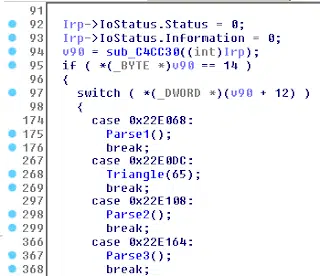 91
92 Irp->IoStatus.Status = 0;
93 Irp->IoStatus.Information = 0;
94 v90 = sub_C4CC30((int)Irp);
95 if ( *(_BYTE *)v90 == 14 )
96 {
97 switch ( *(_DWORD *)(v90 + 12) )
98 {
174 case 0x22E068:
175 Parse1();
176 break;
267 case 0x22E0DC:
268 Triangle(65);
269 break;
297 case 0x22E108:
298 Parse2();
299 break;
366 case 0x22E164:
367 Parse3();
368 break;